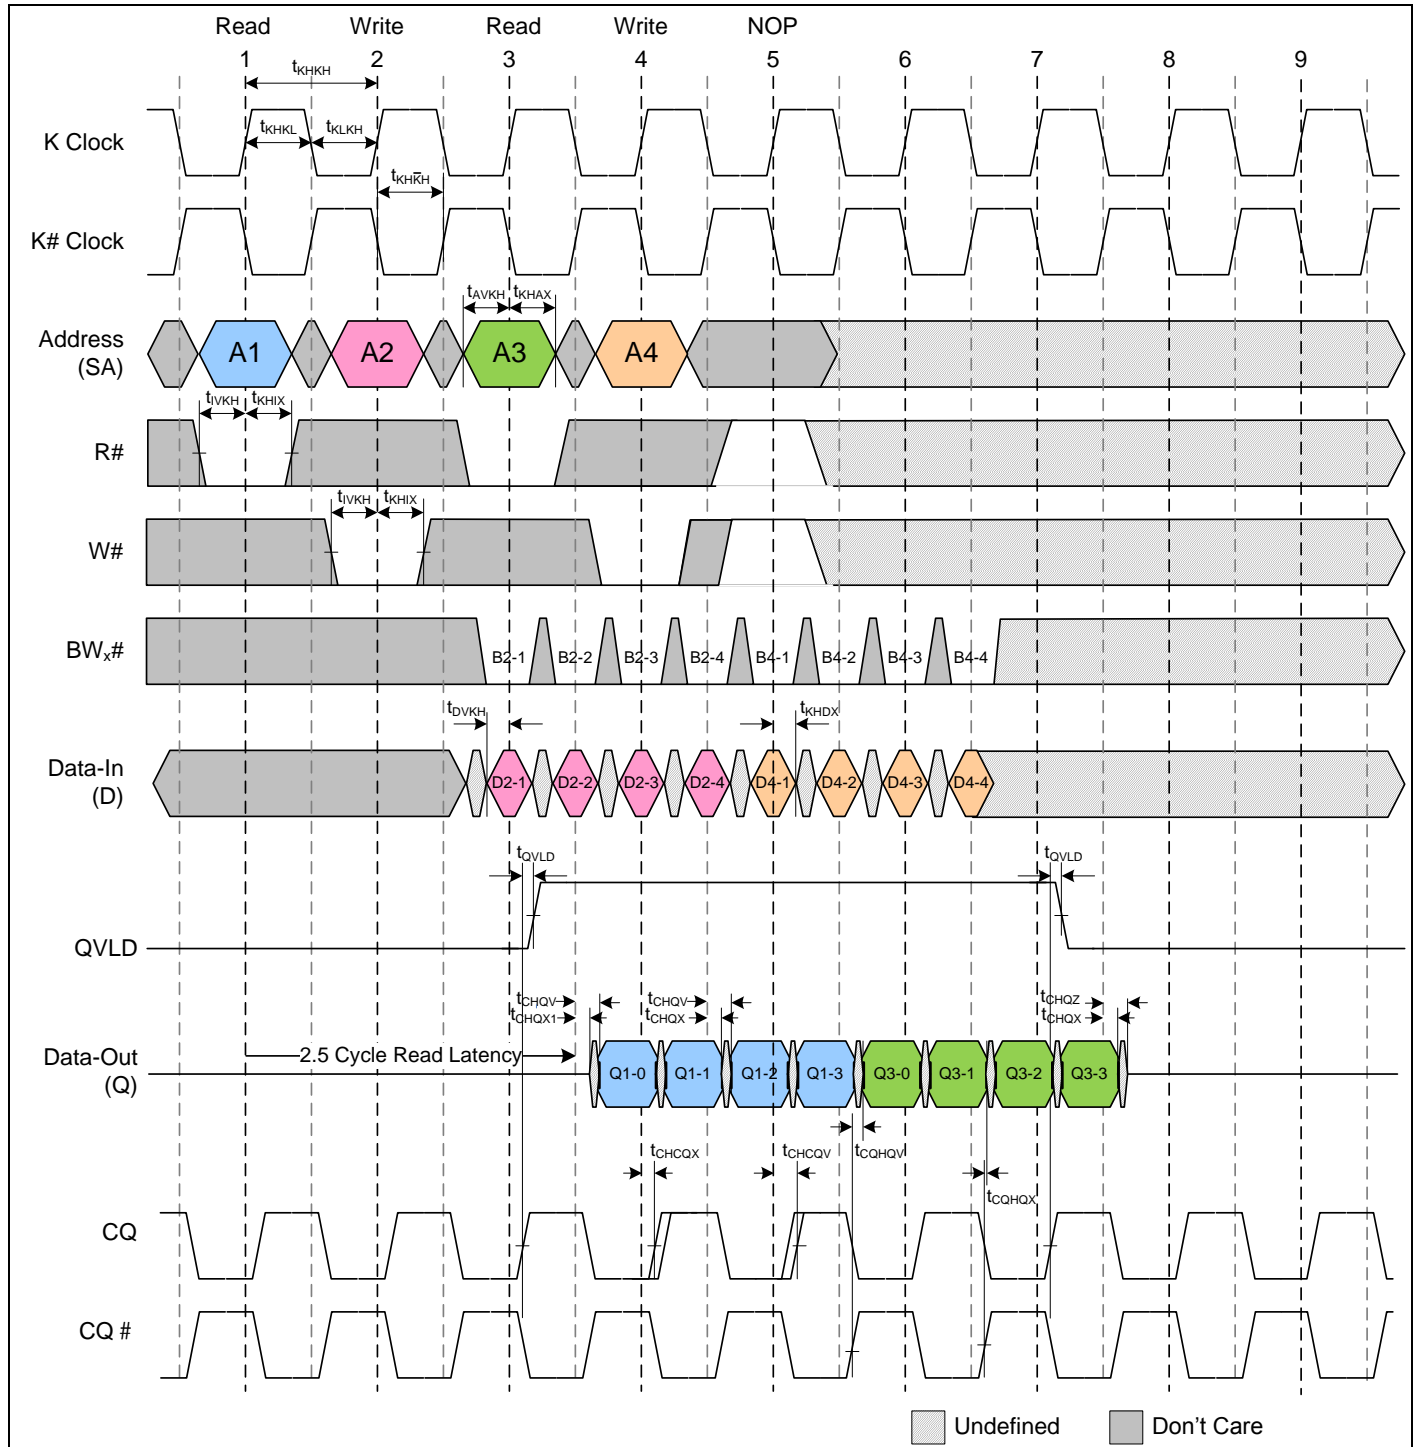 Read Write Read Write NOP
1 2 3 4 5 6 7 8 9
tKHKH
K Clock
tKHKL tKLKH
tKHK̅H
K# Clock
tAVKH tKHAX
Address
(SA)
A1 A2 A3 A4
tIVKH tKHIX
R#
tIVKH tKHIX
W#
BWx#
B2-1 B2-2 B2-3 B2-4 B4-1 B4-2 B4-3 B4-4
tDVKH tKHDX
Data-In
(D)
D2-1 D2-2 D2-3 D2-4 D4-1 D4-2 D4-3 D4-4
tQVLD tQVLD
QVLD
tCHQV tCHQV tCHQZ
tCHQX1 tCHQX tCHQX
Data-Out
(Q)
2.5 Cycle Read Latency
Q1-0 Q1-1 Q1-2 Q1-3 Q3-0 Q3-1 Q3-2 Q3-3
tCHCQX tCHCQV tCQHQV
tCQHQX
CQ
CQ #
Undefined Don't Care